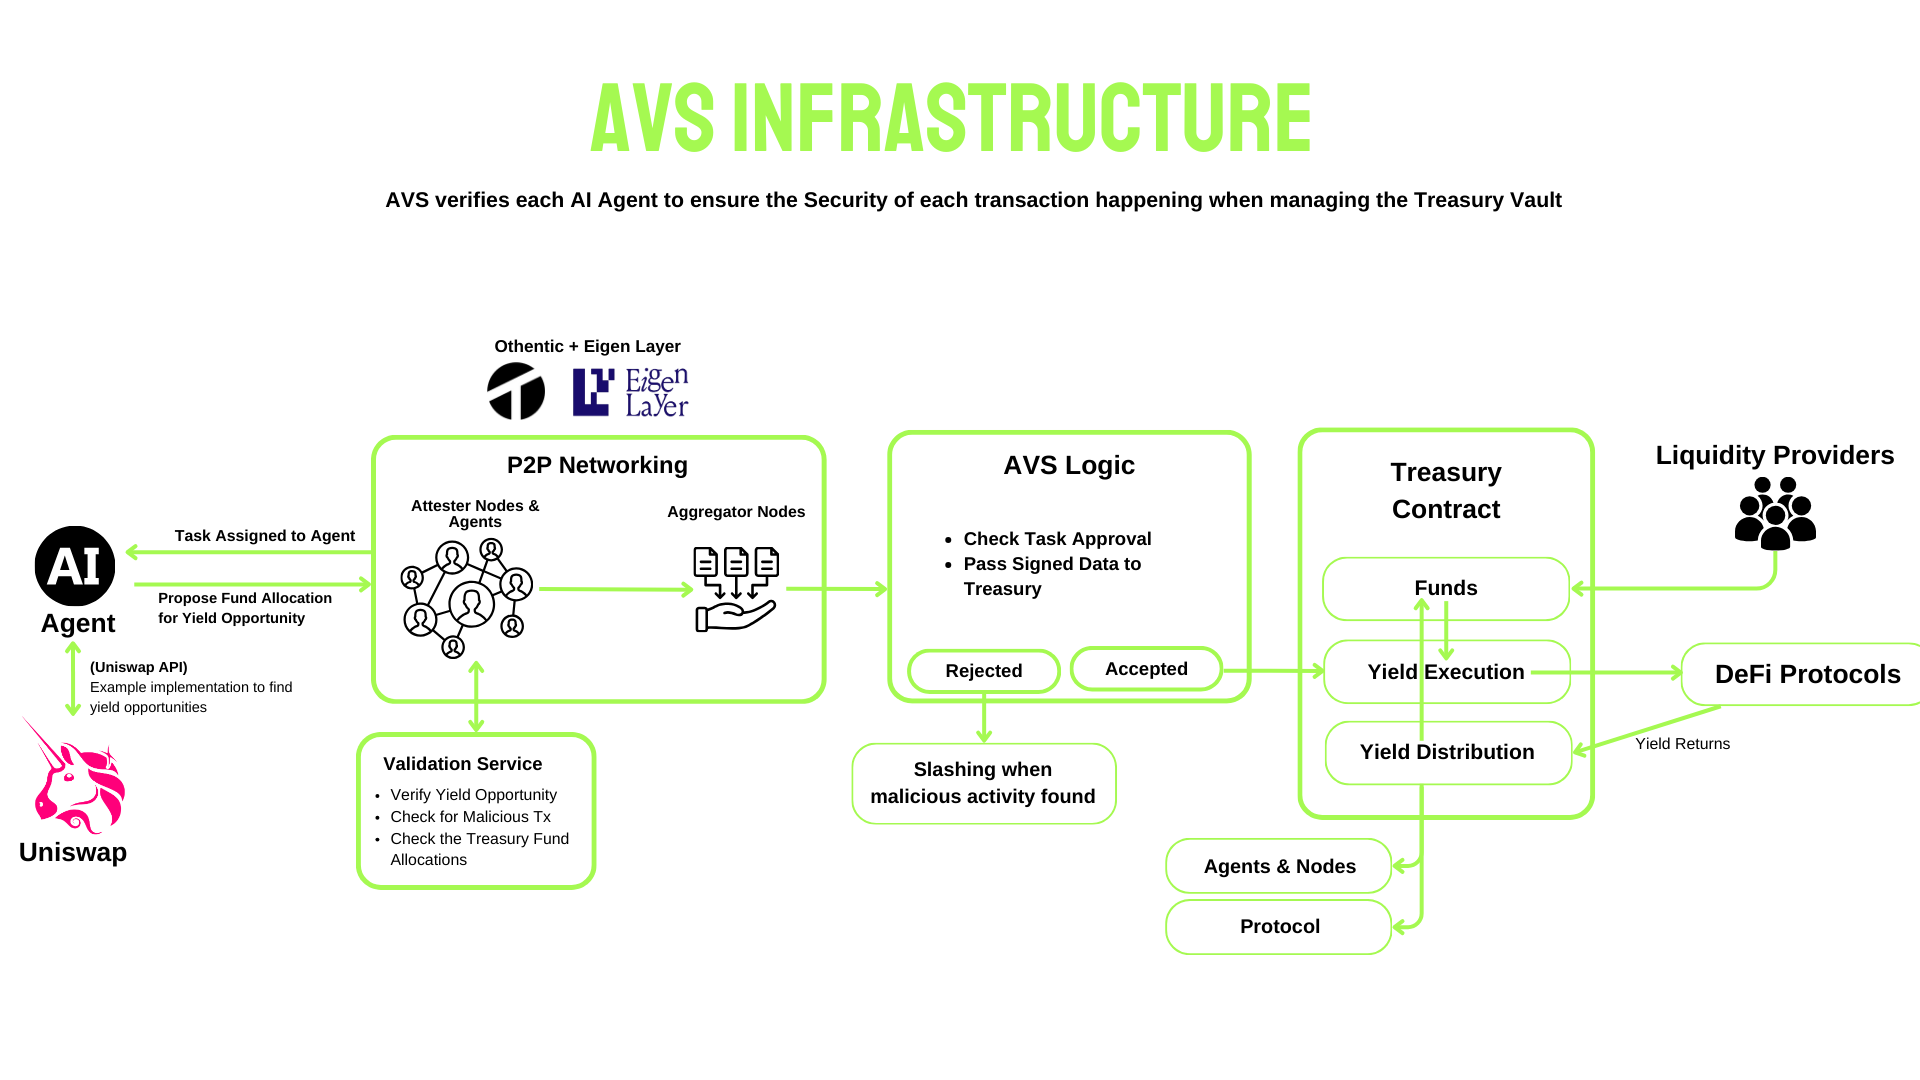 AVS INFRASTRUCTURE
AVS verifies each AI Agent to ensure the Security of each transaction happening when managing the Treasury Vault
Othentic + Eigen Layer
Eigen
Layer
P2P Networking
Attester Nodes &
Agents
Aggregator Nodes
Task Assigned to Agent
AI
Propose Fund Allocation
for Yield Opportunity
Agent
(Uniswap API)
Example implementation to find
yield opportunities
Uniswap
Validation Service
• Verify Yield Opportunity
• Check for Malicious Tx
• Check the Treasury Fund
Allocations
AVS Logic
• Check Task Approval
• Pass Signed Data to
Treasury
Rejected
Accepted
Slashing when
malicious activity found
Treasury
Contract
Funds
Yield Execution
Yield Distribution
Liquidity Providers
DeFi Protocols
Yield Returns
Agents & Nodes
Protocol